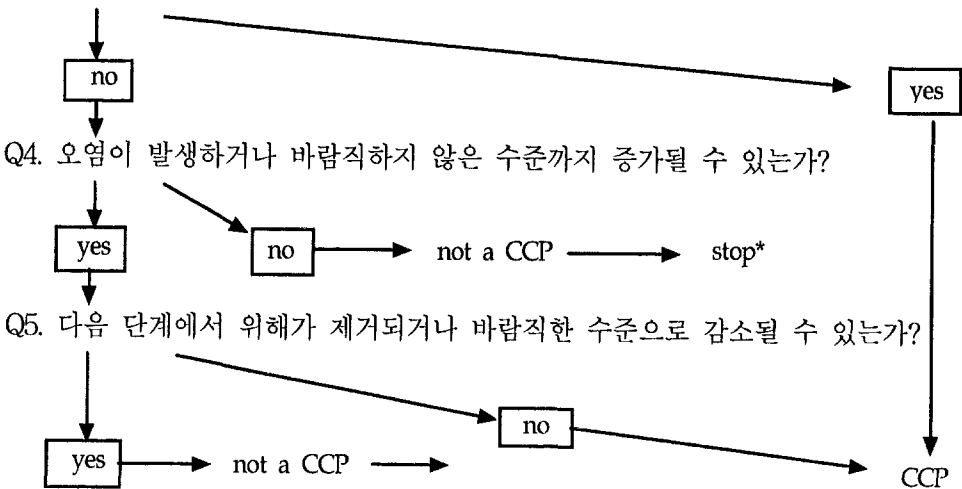 no
yes
Q4. 오염이 발생하거나 바람직하지 않은 수준까지 증가될 수 있는가?
yes
no
not a CCP
stop*
Q5. 다음 단계에서 위해가 제거되거나 바람직한 수준으로 감소될 수 있는가?
no
yes
not a CCP
CCP